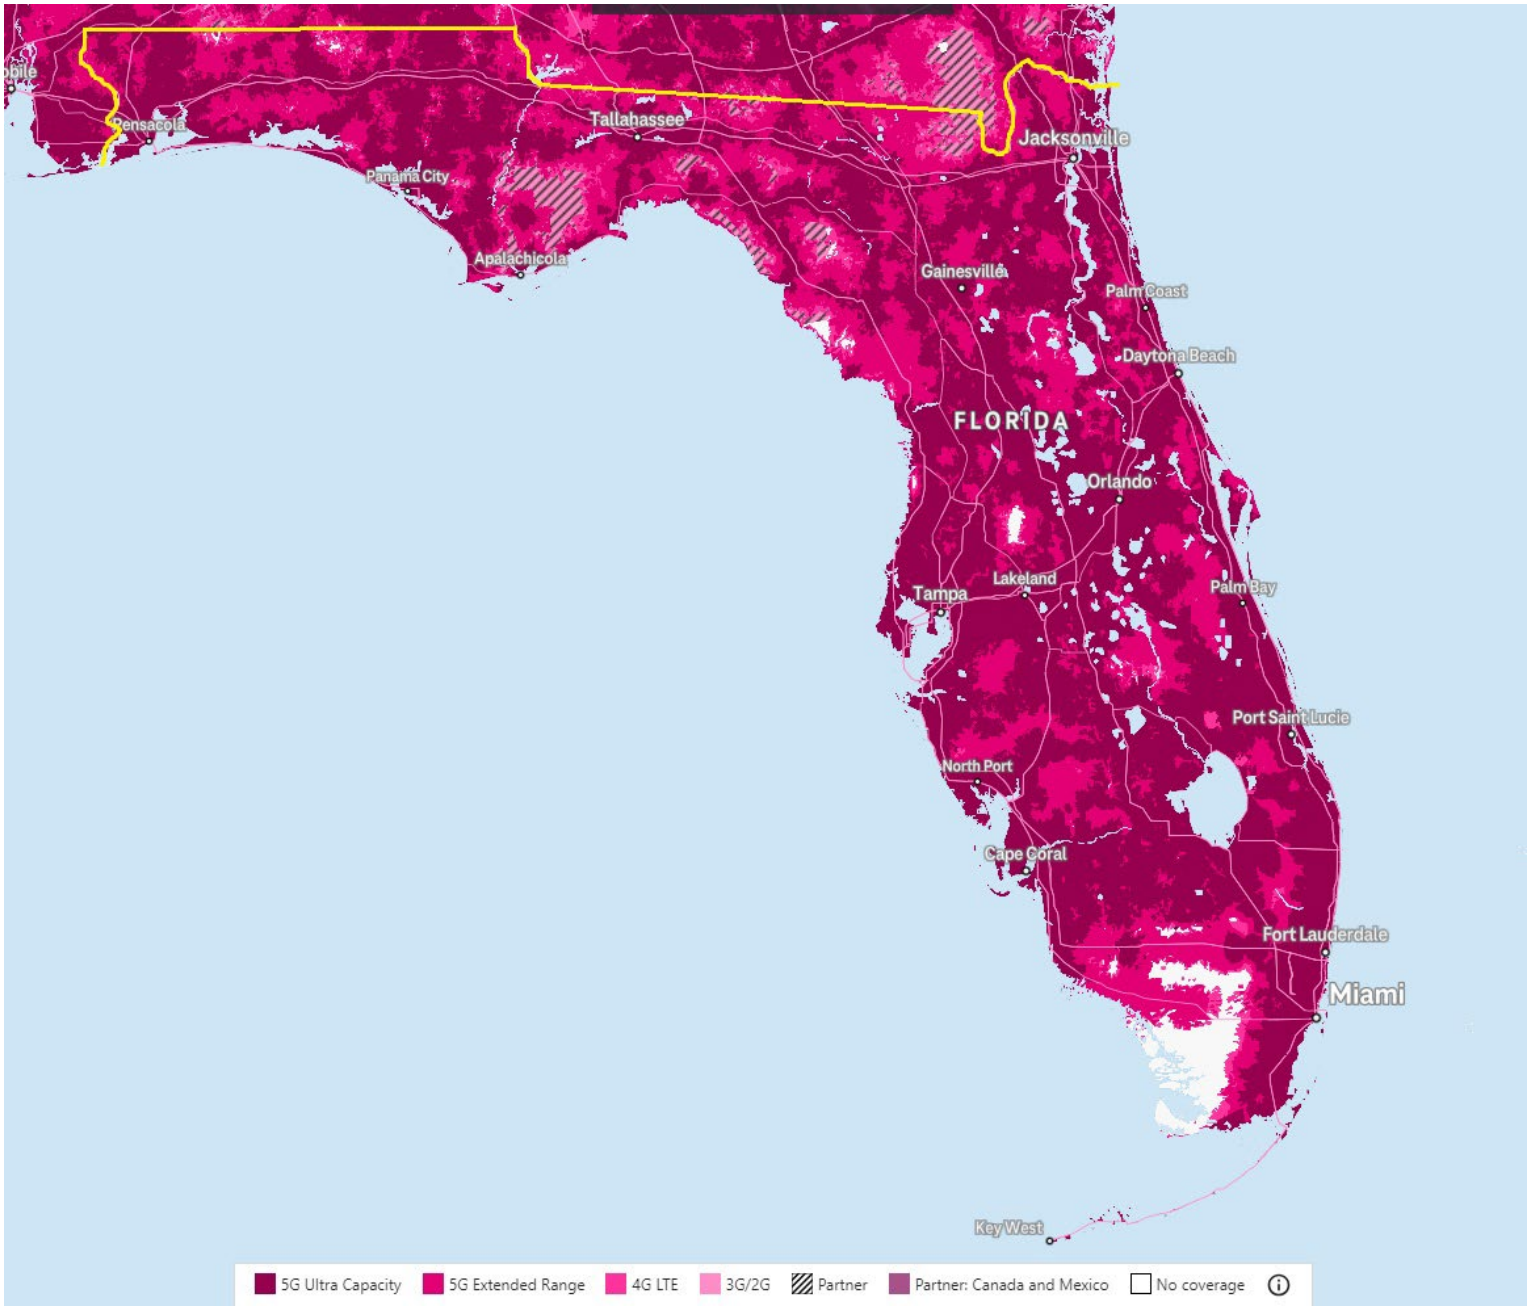 obile
Pensacola
Tallahassee
Jacksonville
Panama City
Apalachicola
Gainesville
Palm Coast
Daytona Beach
FLORIDA
Orlando
Lakeland
Tampa
Palm Bay
Port Saint Lucie
North Port
Cape Coral
Fort Lauderdale
Miami
Key West
5G Ultra Capacity 5G Extended Range 4G LTE 3G/2G Partner Partner: Canada and Mexico No coverage